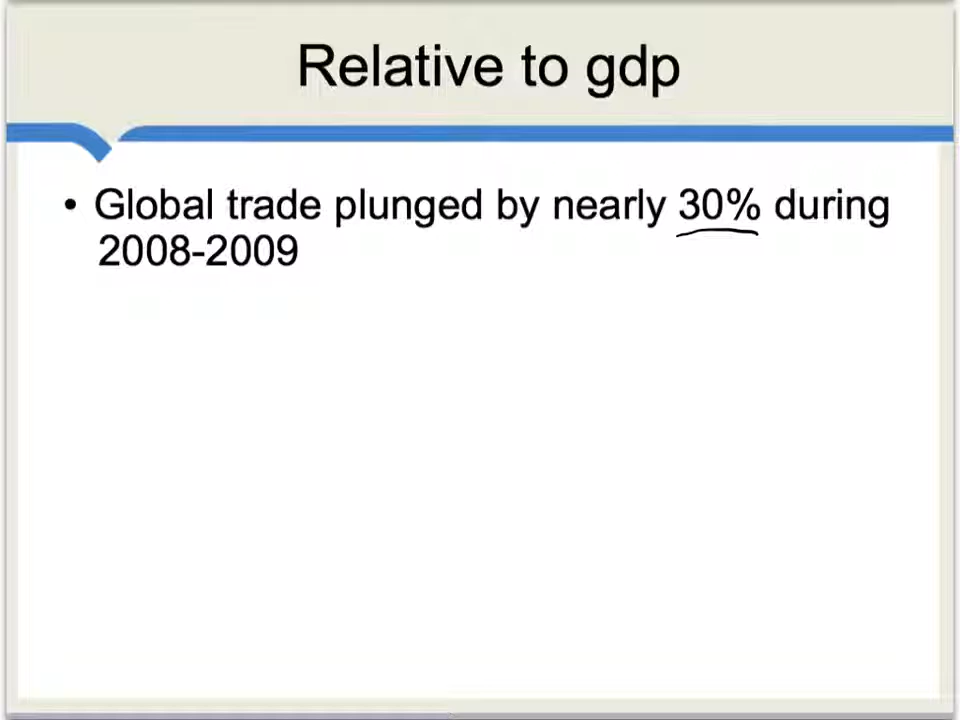 Relative to gdp
• Global trade plunged by nearly 30% during
2008-2009